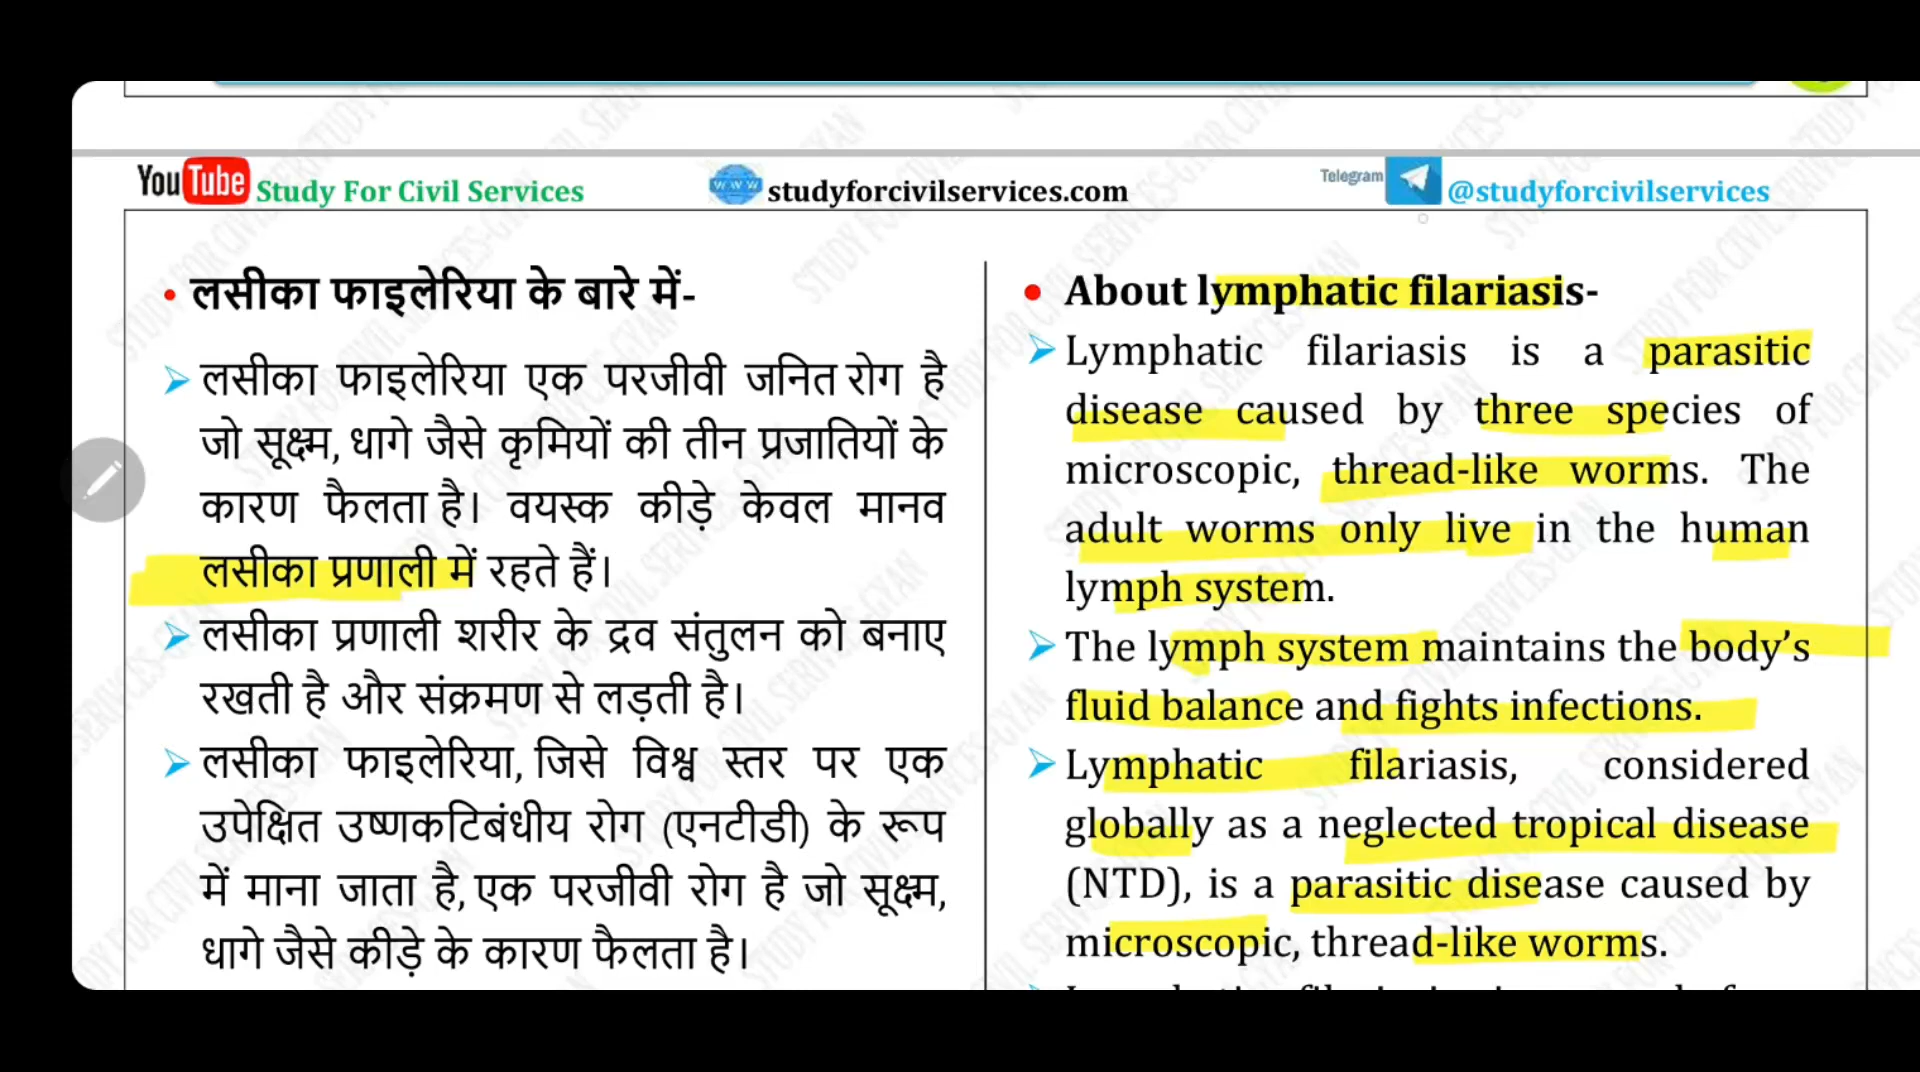 YouTube Study For Civil Services
www studyforcivilservices.com
Telegram @studyforcivilservices
• लसीका फाइलेरिया के बारे में-
➢ लसीका फाइलेरिया एक परजीवी जनित रोग है
जो सूक्ष्म, धागे जैसे कृमियों की तीन प्रजातियों के
कारण फैलता है। वयस्क कीड़े केवल मानव
लसीका प्रणाली में रहते हैं।
➢ लसीका प्रणाली शरीर के द्रव संतुलन को बनाए
रखती है और संक्रमण से लड़ती है।
➢ लसीका फाइलेरिया, जिसे विश्व स्तर पर एक
उपेक्षित उष्णकटिबंधीय रोग (एनटीडी) के रूप
में माना जाता है, एक परजीवी रोग है जो सूक्ष्म,
धागे जैसे कीड़े के कारण फैलता है।
• About lymphatic filariasis-
➢ Lymphatic filariasis is a parasitic
disease caused by three species of
microscopic, thread-like worms. The
adult worms only live in the human
lymph system.
➢ The lymph system maintains the body’s
fluid balance and fights infections.
➢ Lymphatic filariasis, considered
globally as a neglected tropical disease
(NTD), is a parasitic disease caused by
microscopic, thread-like worms.